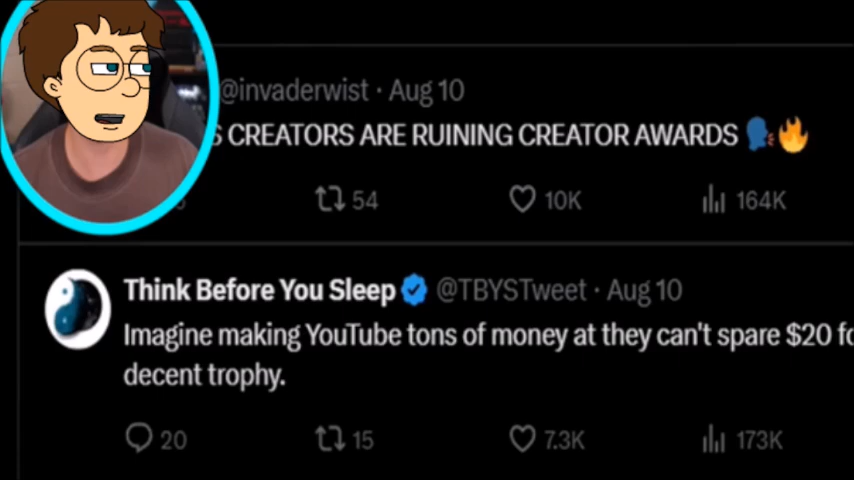 @invaderwist · Aug 10
CREATORS ARE RUINING CREATOR AWARDS 🗣️🔥
54 10K 164K
Think Before You Sleep @TBYSTweet · Aug 10
Imagine making YouTube tons of money at they can't spare $20
decent trophy.
20 15 7.3K 173K